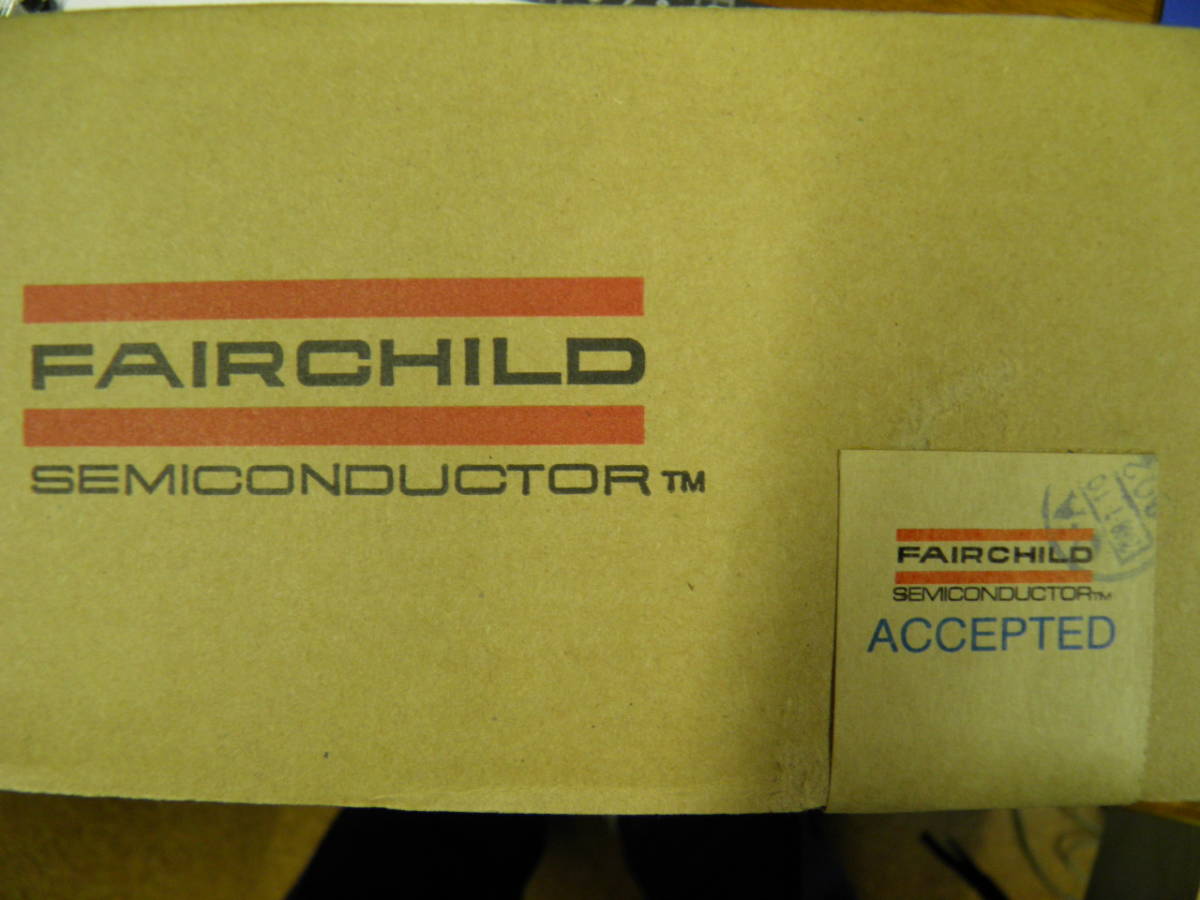 FAIRCHILD
SEMICONDUCTOR™
FAIRCHILD
SEMICONDUCTOR™
ACCEPTED